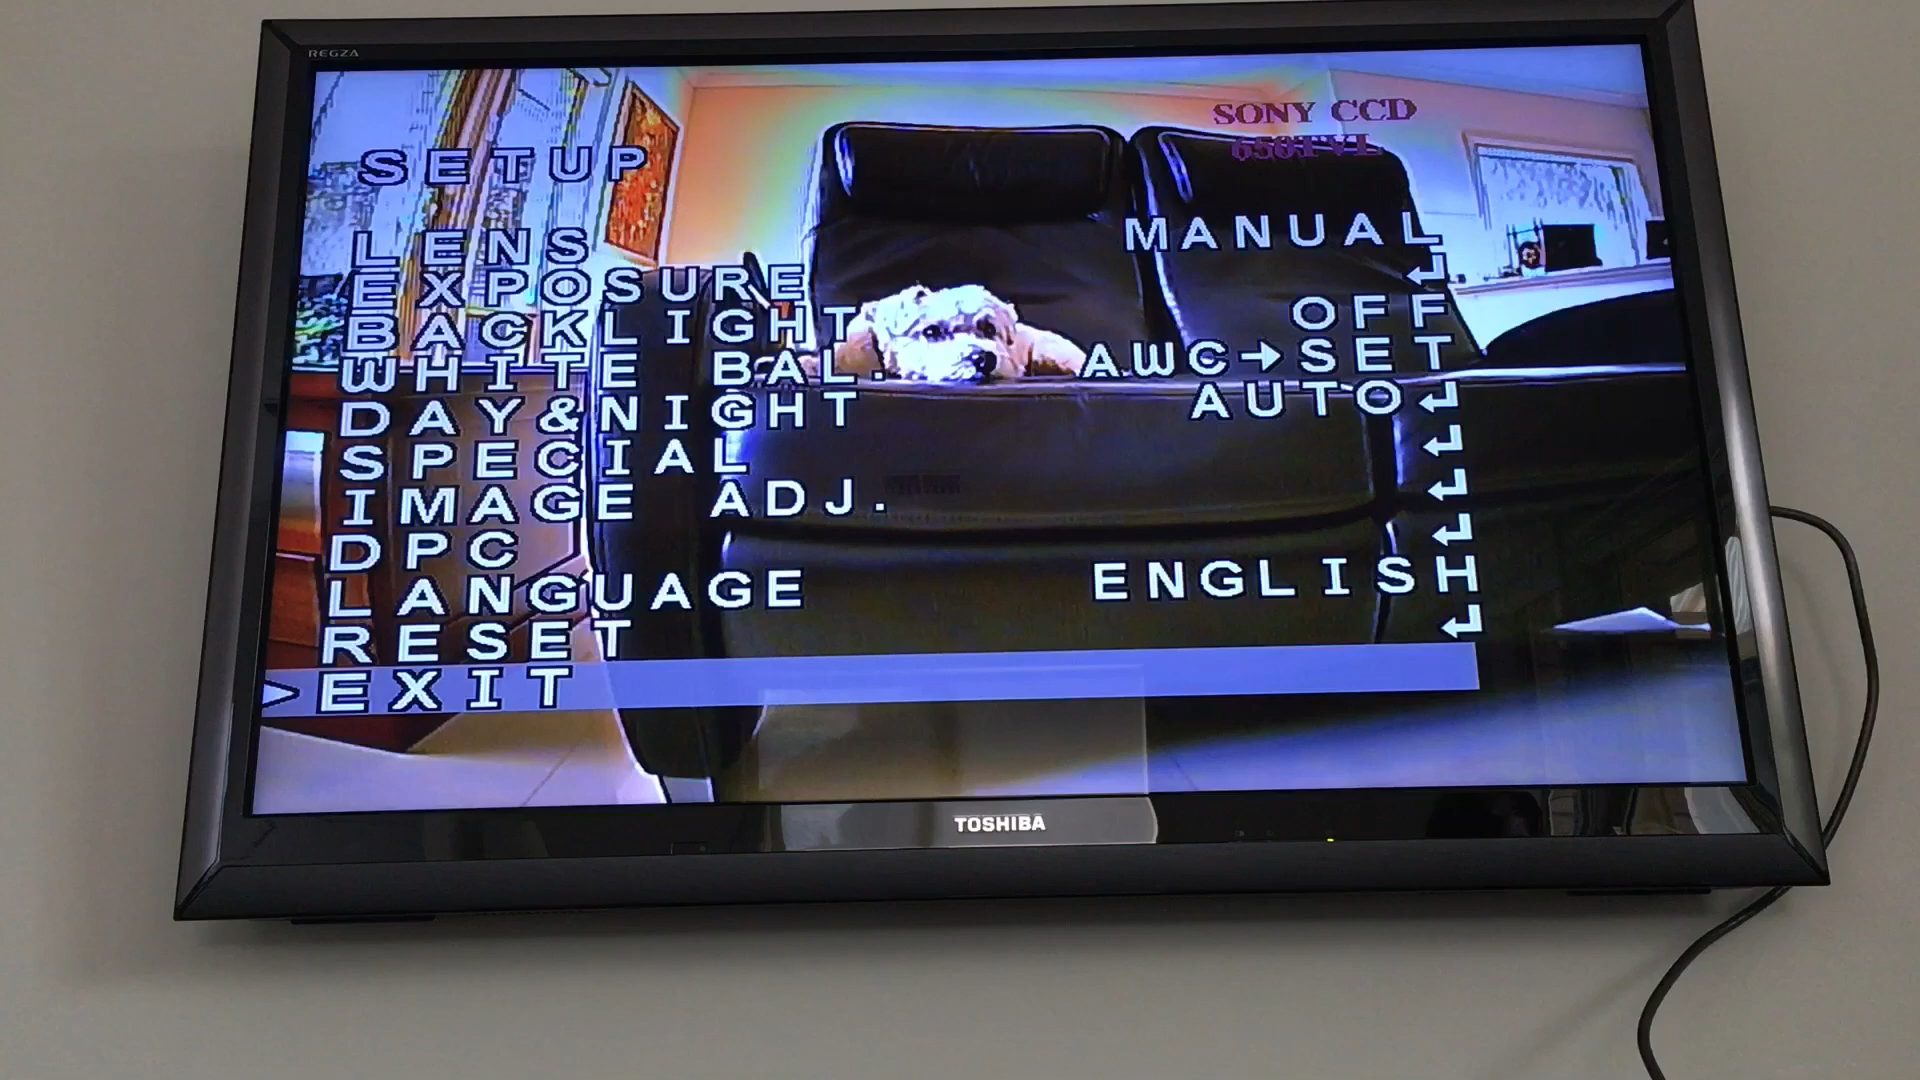 REGZA
SONY CCD
650TVL
SETUP
LENS MANUAL
EXPOSURE ↵
BACKLIGHT OFF
WHITE BAL. AWC→SET
DAY&NIGHT AUTO↵
SPECIAL ↵
IMAGE ADJ. ↵
DPC ↵
LANGUAGE ENGLISH
RESET ↵
>EXIT
TOSHIBA